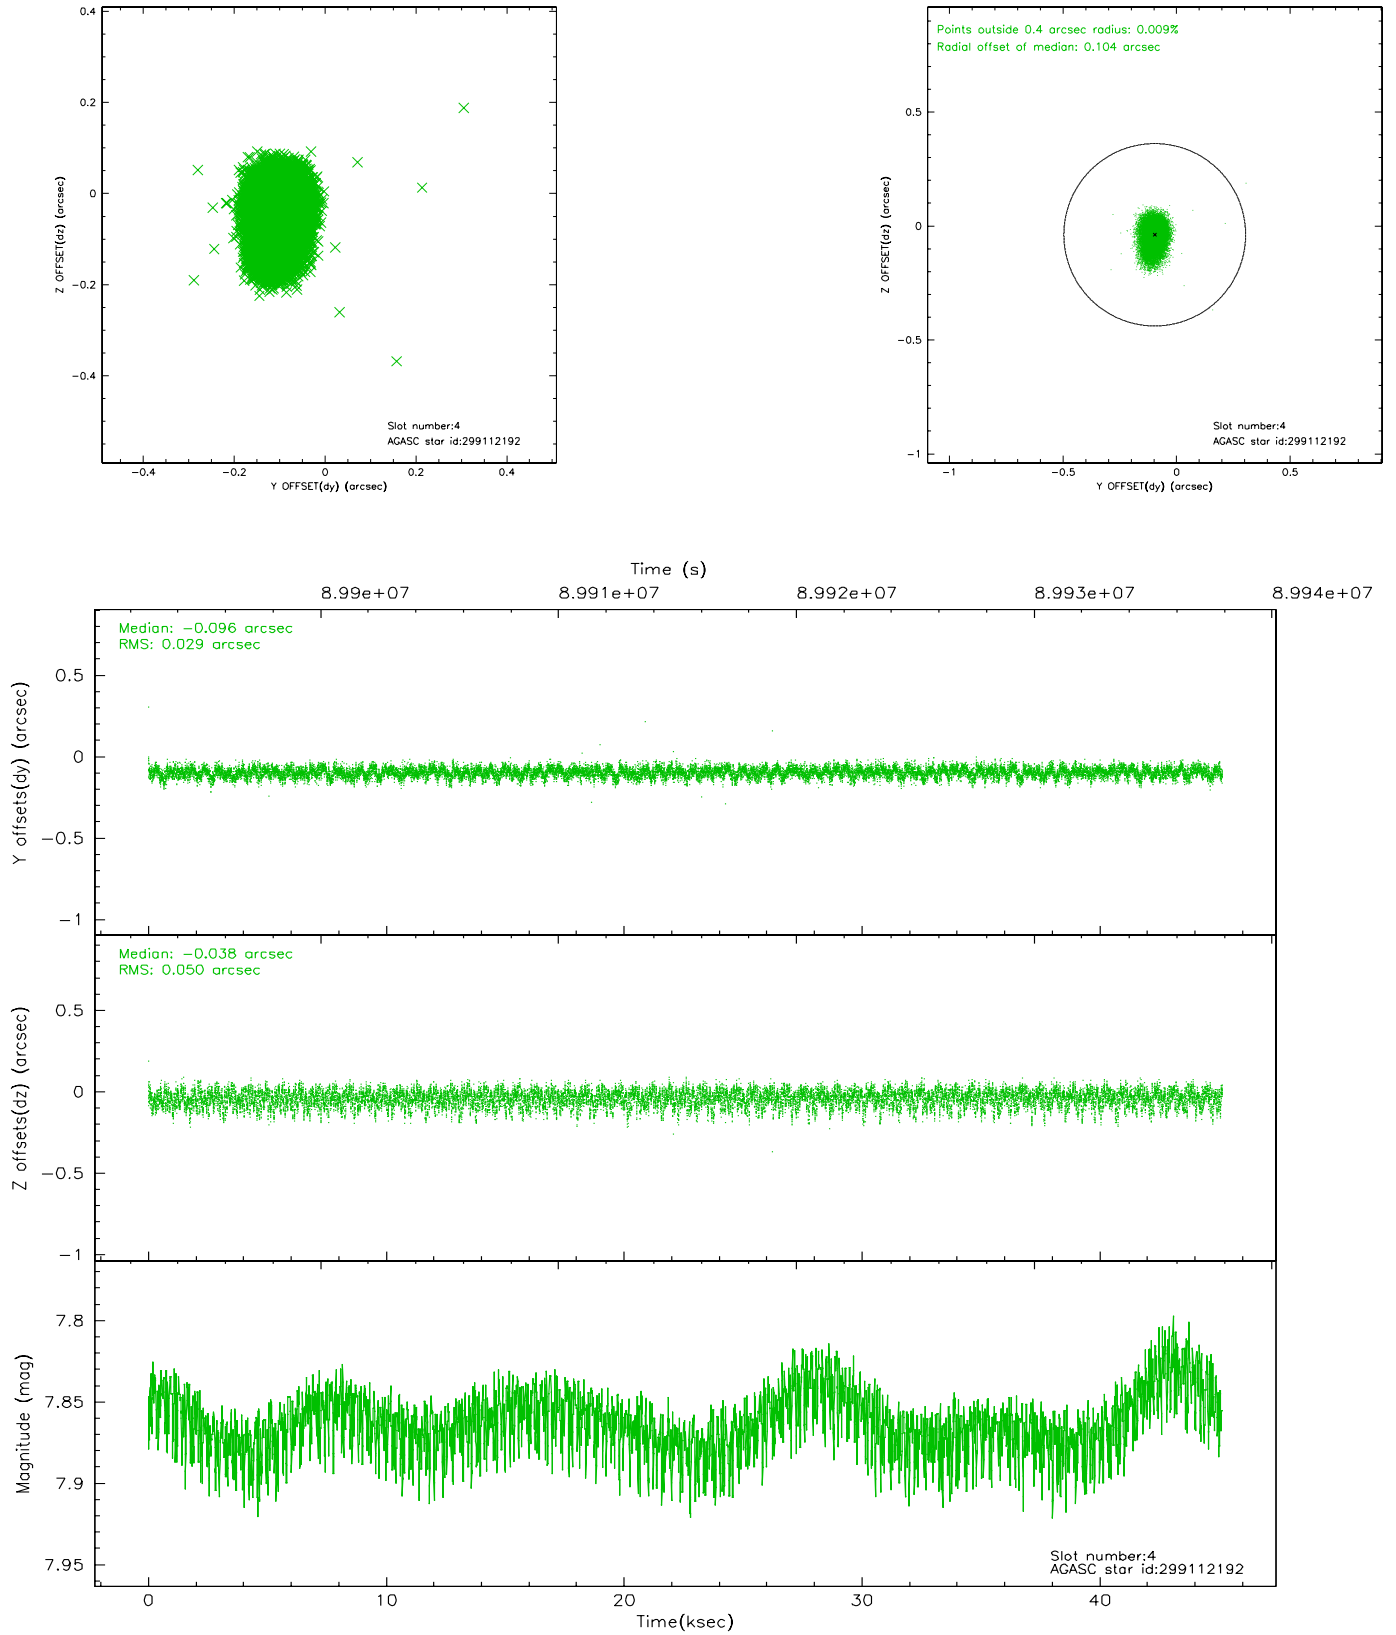 0.4
0.2
0
−0.2
−0.4
Z OFFSET(dz) (arcsec)
Slot number:4
AGASC star id:299112192
−0.4 −0.2 0 0.2 0.4
Y OFFSET(dy) (arcsec)
Points outside 0.4 arcsec radius: 0.009%
Radial offset of median: 0.104 arcsec
0.5
0
−0.5
−1
Z OFFSET(dz) (arcsec)
Slot number:4
AGASC star id:299112192
−1 −0.5 0 0.5
Y OFFSET(dy) (arcsec)
Time (s)
8.99e+07 8.991e+07 8.992e+07 8.993e+07 8.994e+07
Median: −0.096 arcsec
RMS: 0.029 arcsec
0.5
0
−0.5
−1
Y offsets(dy) (arcsec)
Median: −0.038 arcsec
RMS: 0.050 arcsec
0.5
0
−0.5
−1
Z offsets(dz) (arcsec)
7.8
7.85
7.9
7.95
Magnitude (mag)
Slot number:4
AGASC star id:299112192
0 10 20 30 40
Time(ksec)